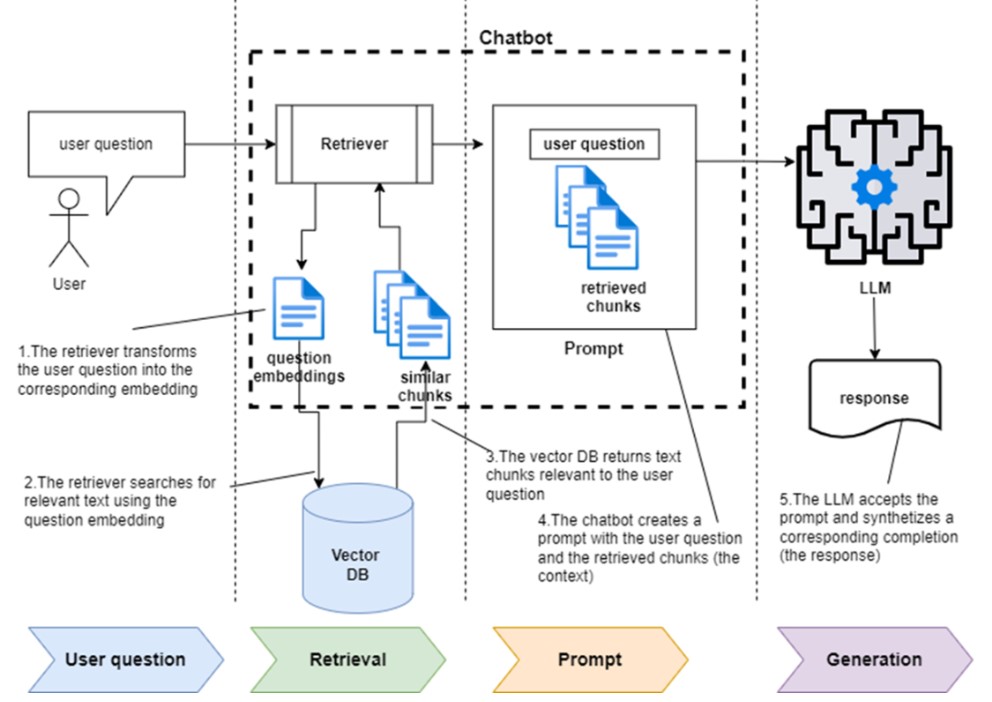 Chatbot
user question
User
Retriever
question
embeddings
similar
chunks
user question
retrieved
chunks
Prompt
LLM
response
1.The retriever transforms
the user question into the
corresponding embedding
2.The retriever searches for
relevant text using the
question embedding
Vector
DB
3.The vector DB returns text
chunks relevant to the user
question
4.The chatbot creates a
prompt with the user question
and the retrieved chunks (the
context)
5.The LLM accepts the
prompt and synthetizes a
corresponding completion
(the response)
User question
Retrieval
Prompt
Generation